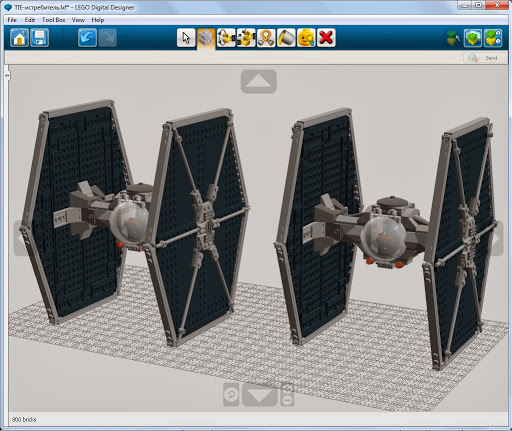 TIE-истребитель.lxf* - LEGO Digital Designer
File Edit Tool Box View Help
Send
800 bricks